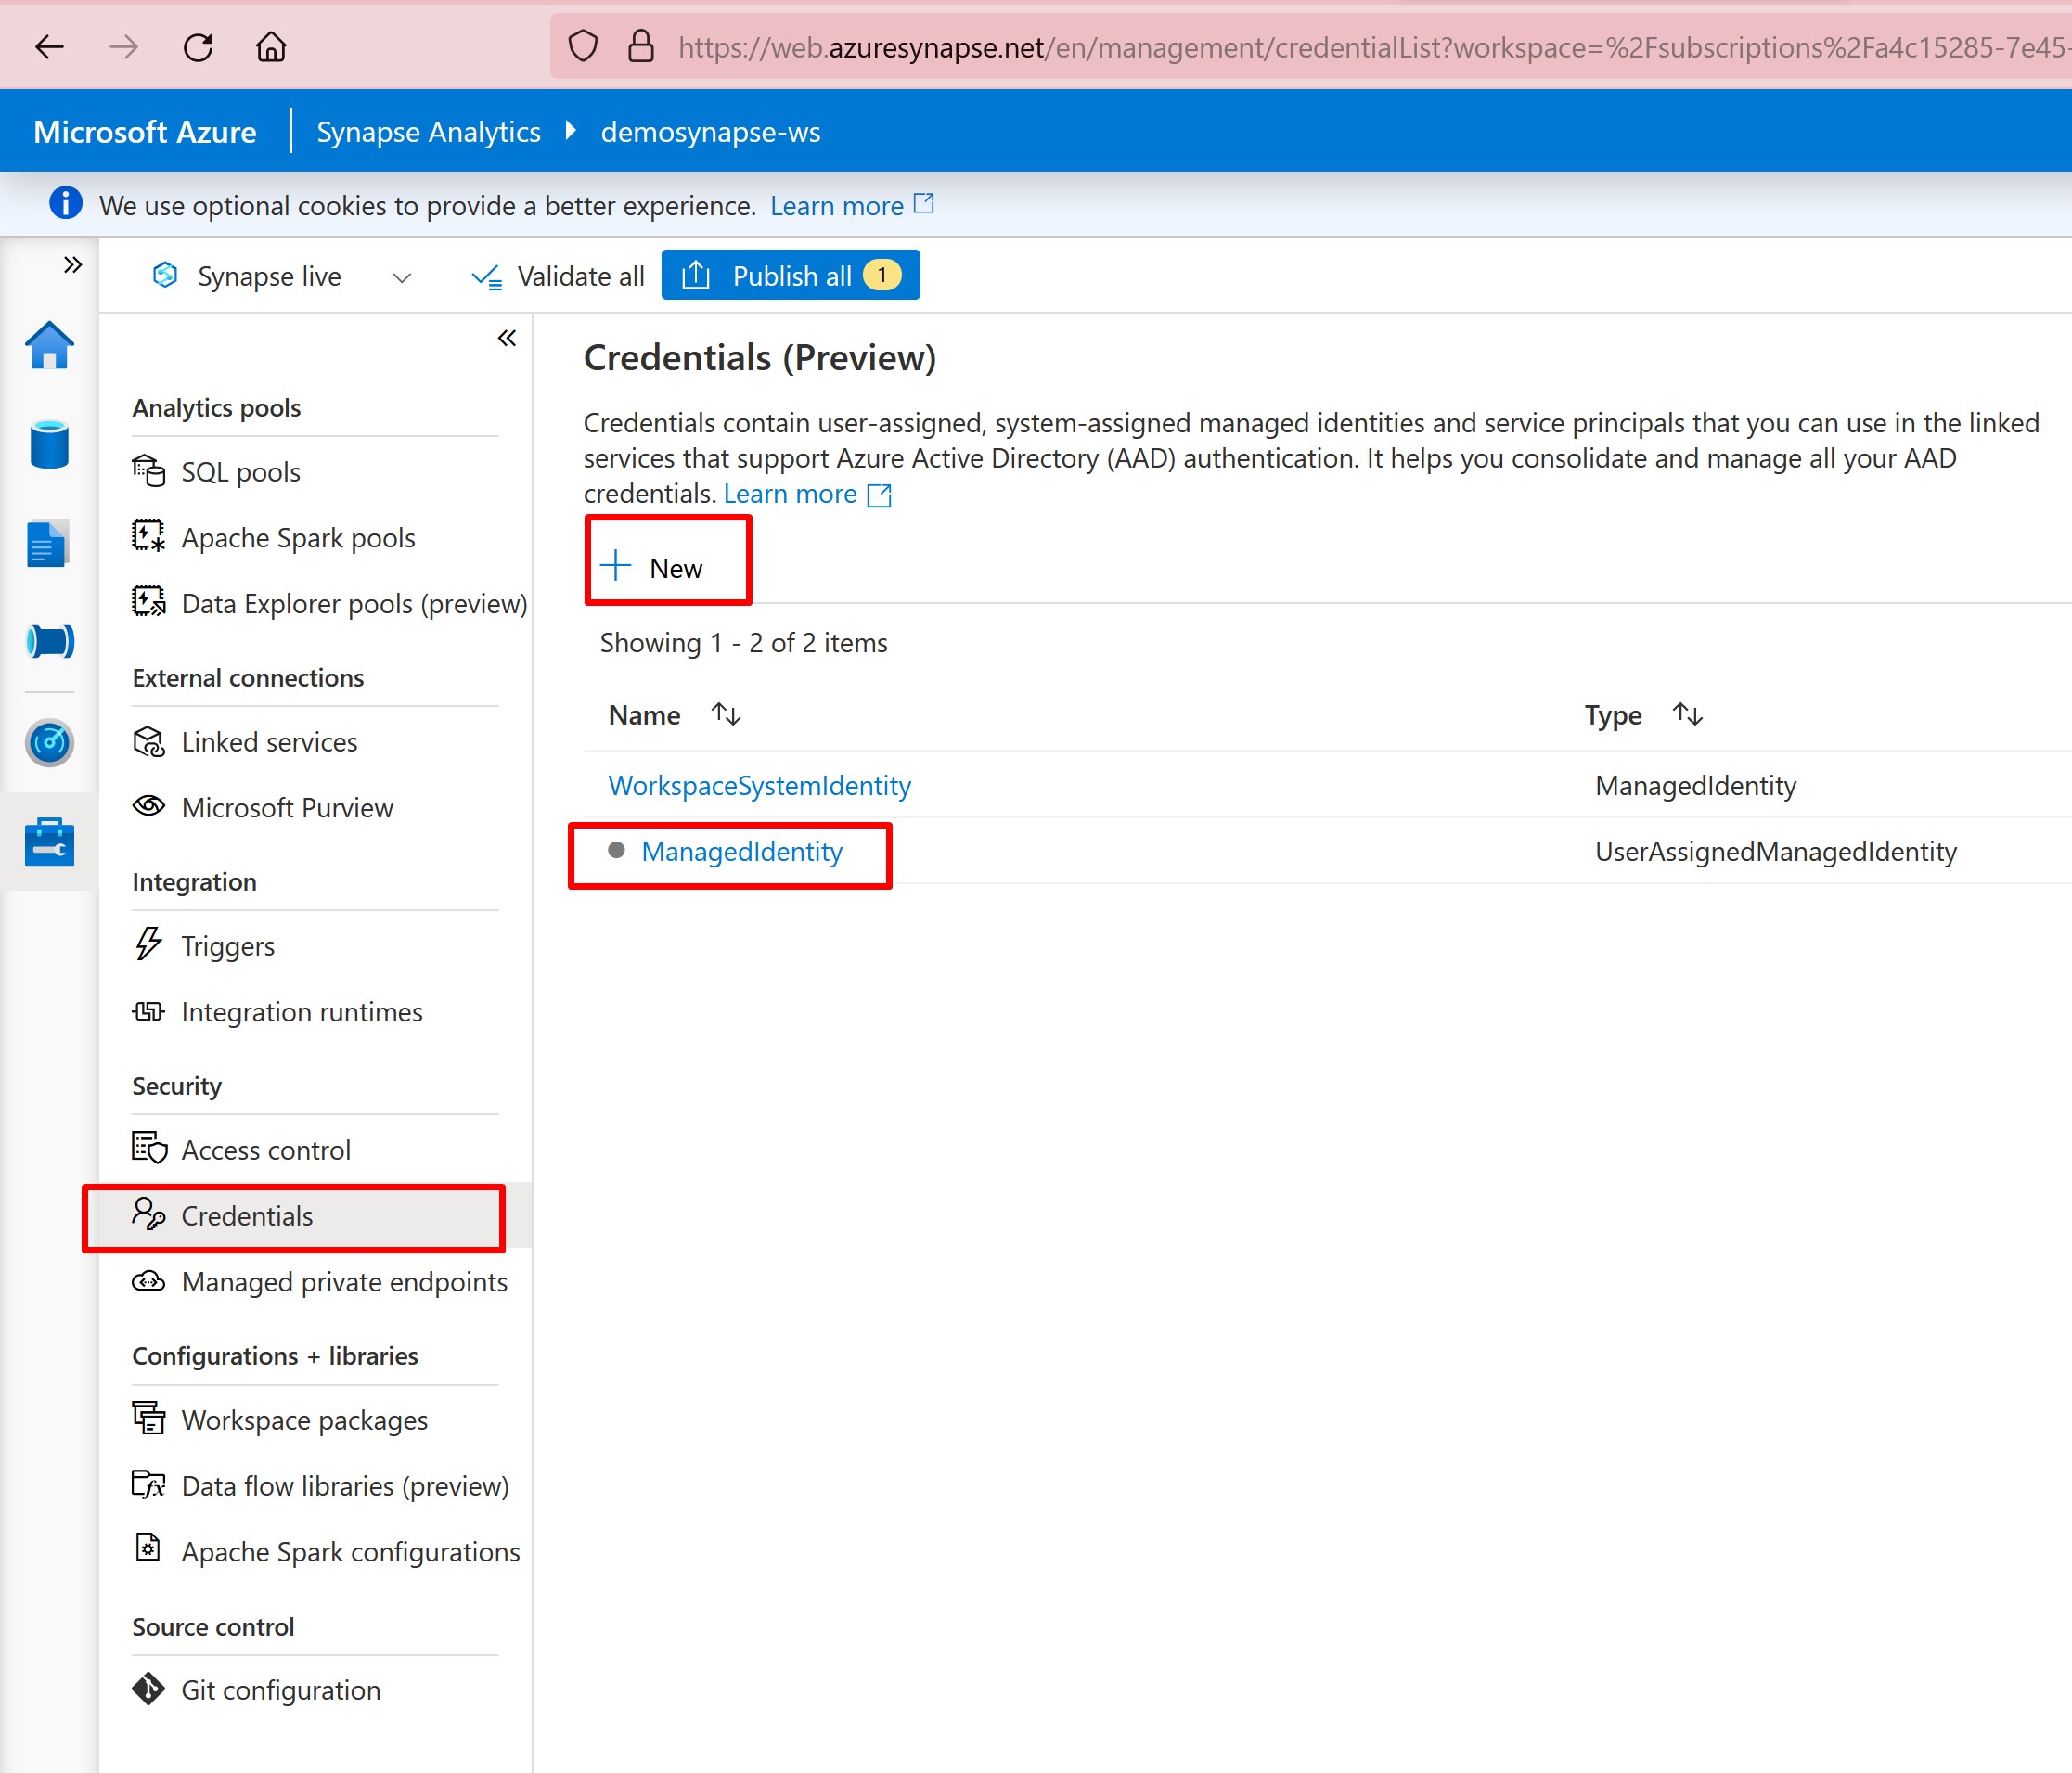 https://web.azuresynapse.net/en/management/credentialList?workspace=%2Fsubscriptions%2Fa4c15285-7e45-
Microsoft Azure
Synapse Analytics
demosynapse-ws
We use optional cookies to provide a better experience. Learn more
Synapse live
Validate all
Publish all 1
Analytics pools
SQL pools
Apache Spark pools
Data Explorer pools (preview)
External connections
Linked services
Microsoft Purview
Integration
Triggers
Integration runtimes
Security
Access control
Credentials
Managed private endpoints
Configurations + libraries
Workspace packages
Data flow libraries (preview)
Apache Spark configurations
Source control
Git configuration
Credentials (Preview)
Credentials contain user-assigned, system-assigned managed identities and service principals that you can use in the linked
services that support Azure Active Directory (AAD) authentication. It helps you consolidate and manage all your AAD
credentials. Learn more
New
Showing 1 - 2 of 2 items
Name Type
WorkspaceSystemIdentity ManagedIdentity
ManagedIdentity UserAssignedManagedIdentity